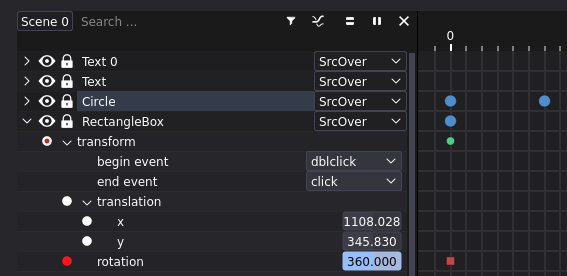 Scene 0 Search ...
0
Text 0 SrcOver
Text SrcOver
Circle SrcOver
RectangleBox SrcOver
transform
begin event dblclick
end event click
translation
x 1108.028
y 345.830
rotation 360.000